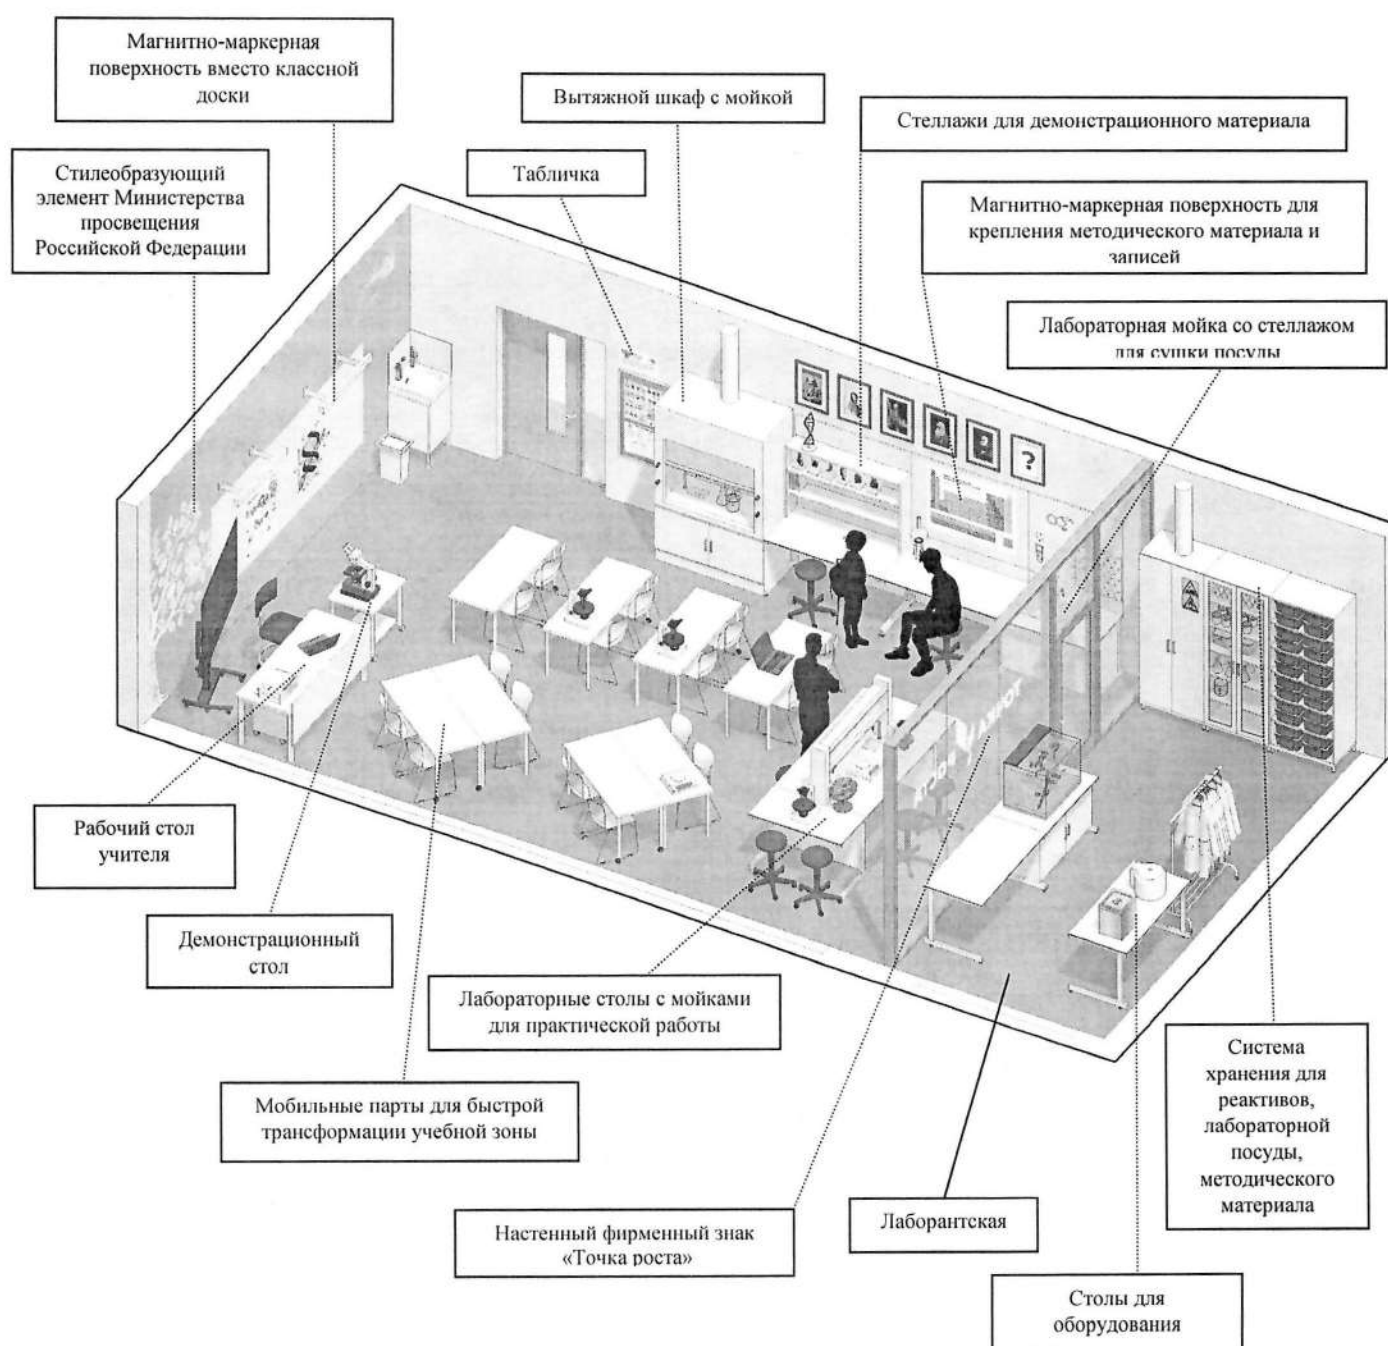 Магнитно-маркерная
поверхность вместо классной
доски
Вытяжной шкаф с мойкой
Стеллажи для демонстрационного материала
Стилеобразующий
элемент Министерства
просвещения
Российской Федерации
Табличка
Магнитно-маркерная поверхность для
крепления методического материала и
записей
Лабораторная мойка со стеллажом
для сушки посуды
?
ТОЧКА
РОСТА
Рабочий стол
учителя
Демонстрационный
стол
Лабораторные столы с мойками
для практической работы
Мобильные парты для быстрой
трансформации учебной зоны
Настенный фирменный знак
«Точка роста»
Лаборантская
Система
хранения для
реактивов,
лабораторной
посуды,
методического
материала
Столы для
оборудования